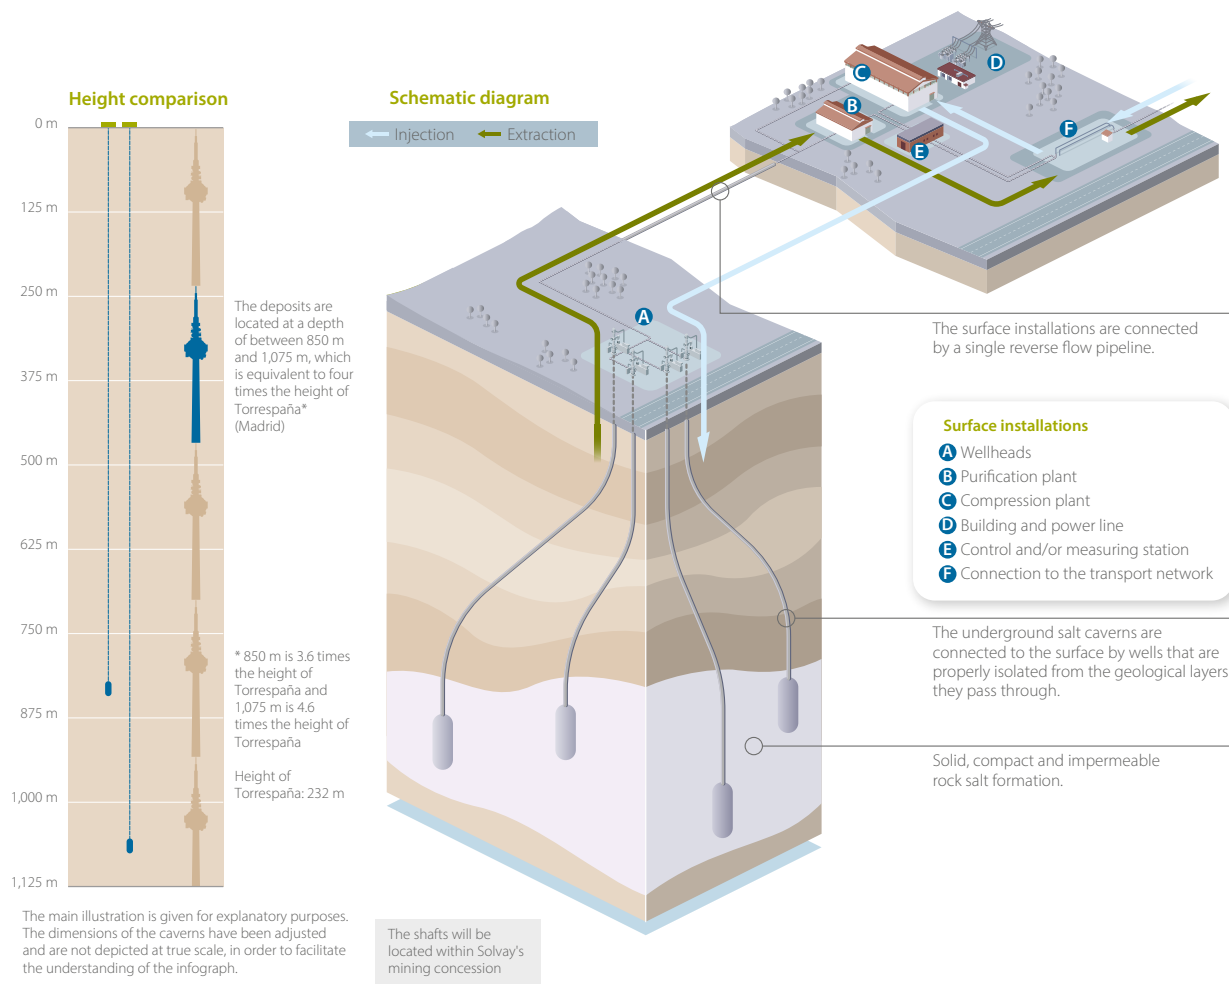 Height comparison
0 m
125 m
250 m
375 m
500 m
625 m
750 m
875 m
1,000 m
1,125 m
The deposits are
located at a depth
of between 850 m
and 1,075 m, which
is equivalent to four
times the height of
Torrespaña*
(Madrid)
* 850 m is 3.6 times
the height of
Torrespaña and
1,075 m is 4.6
times the height of
Torrespaña
Height of
Torrespaña: 232 m
The main illustration is given for explanatory purposes.
The dimensions of the caverns have been adjusted
and are not depicted at true scale, in order to facilitate
the understanding of the infograph.
Schematic diagram
Injection
Extraction
A
B
C
D
E
F
The surface installations are connected
by a single reverse flow pipeline.
Surface installations
A Wellheads
B Purification plant
C Compression plant
D Building and power line
E Control and/or measuring station
F Connection to the transport network
The underground salt caverns are
connected to the surface by wells that are
properly isolated from the geological layers
they pass through.
Solid, compact and impermeable
rock salt formation.
The shafts will be
located within Solvay's
mining concession